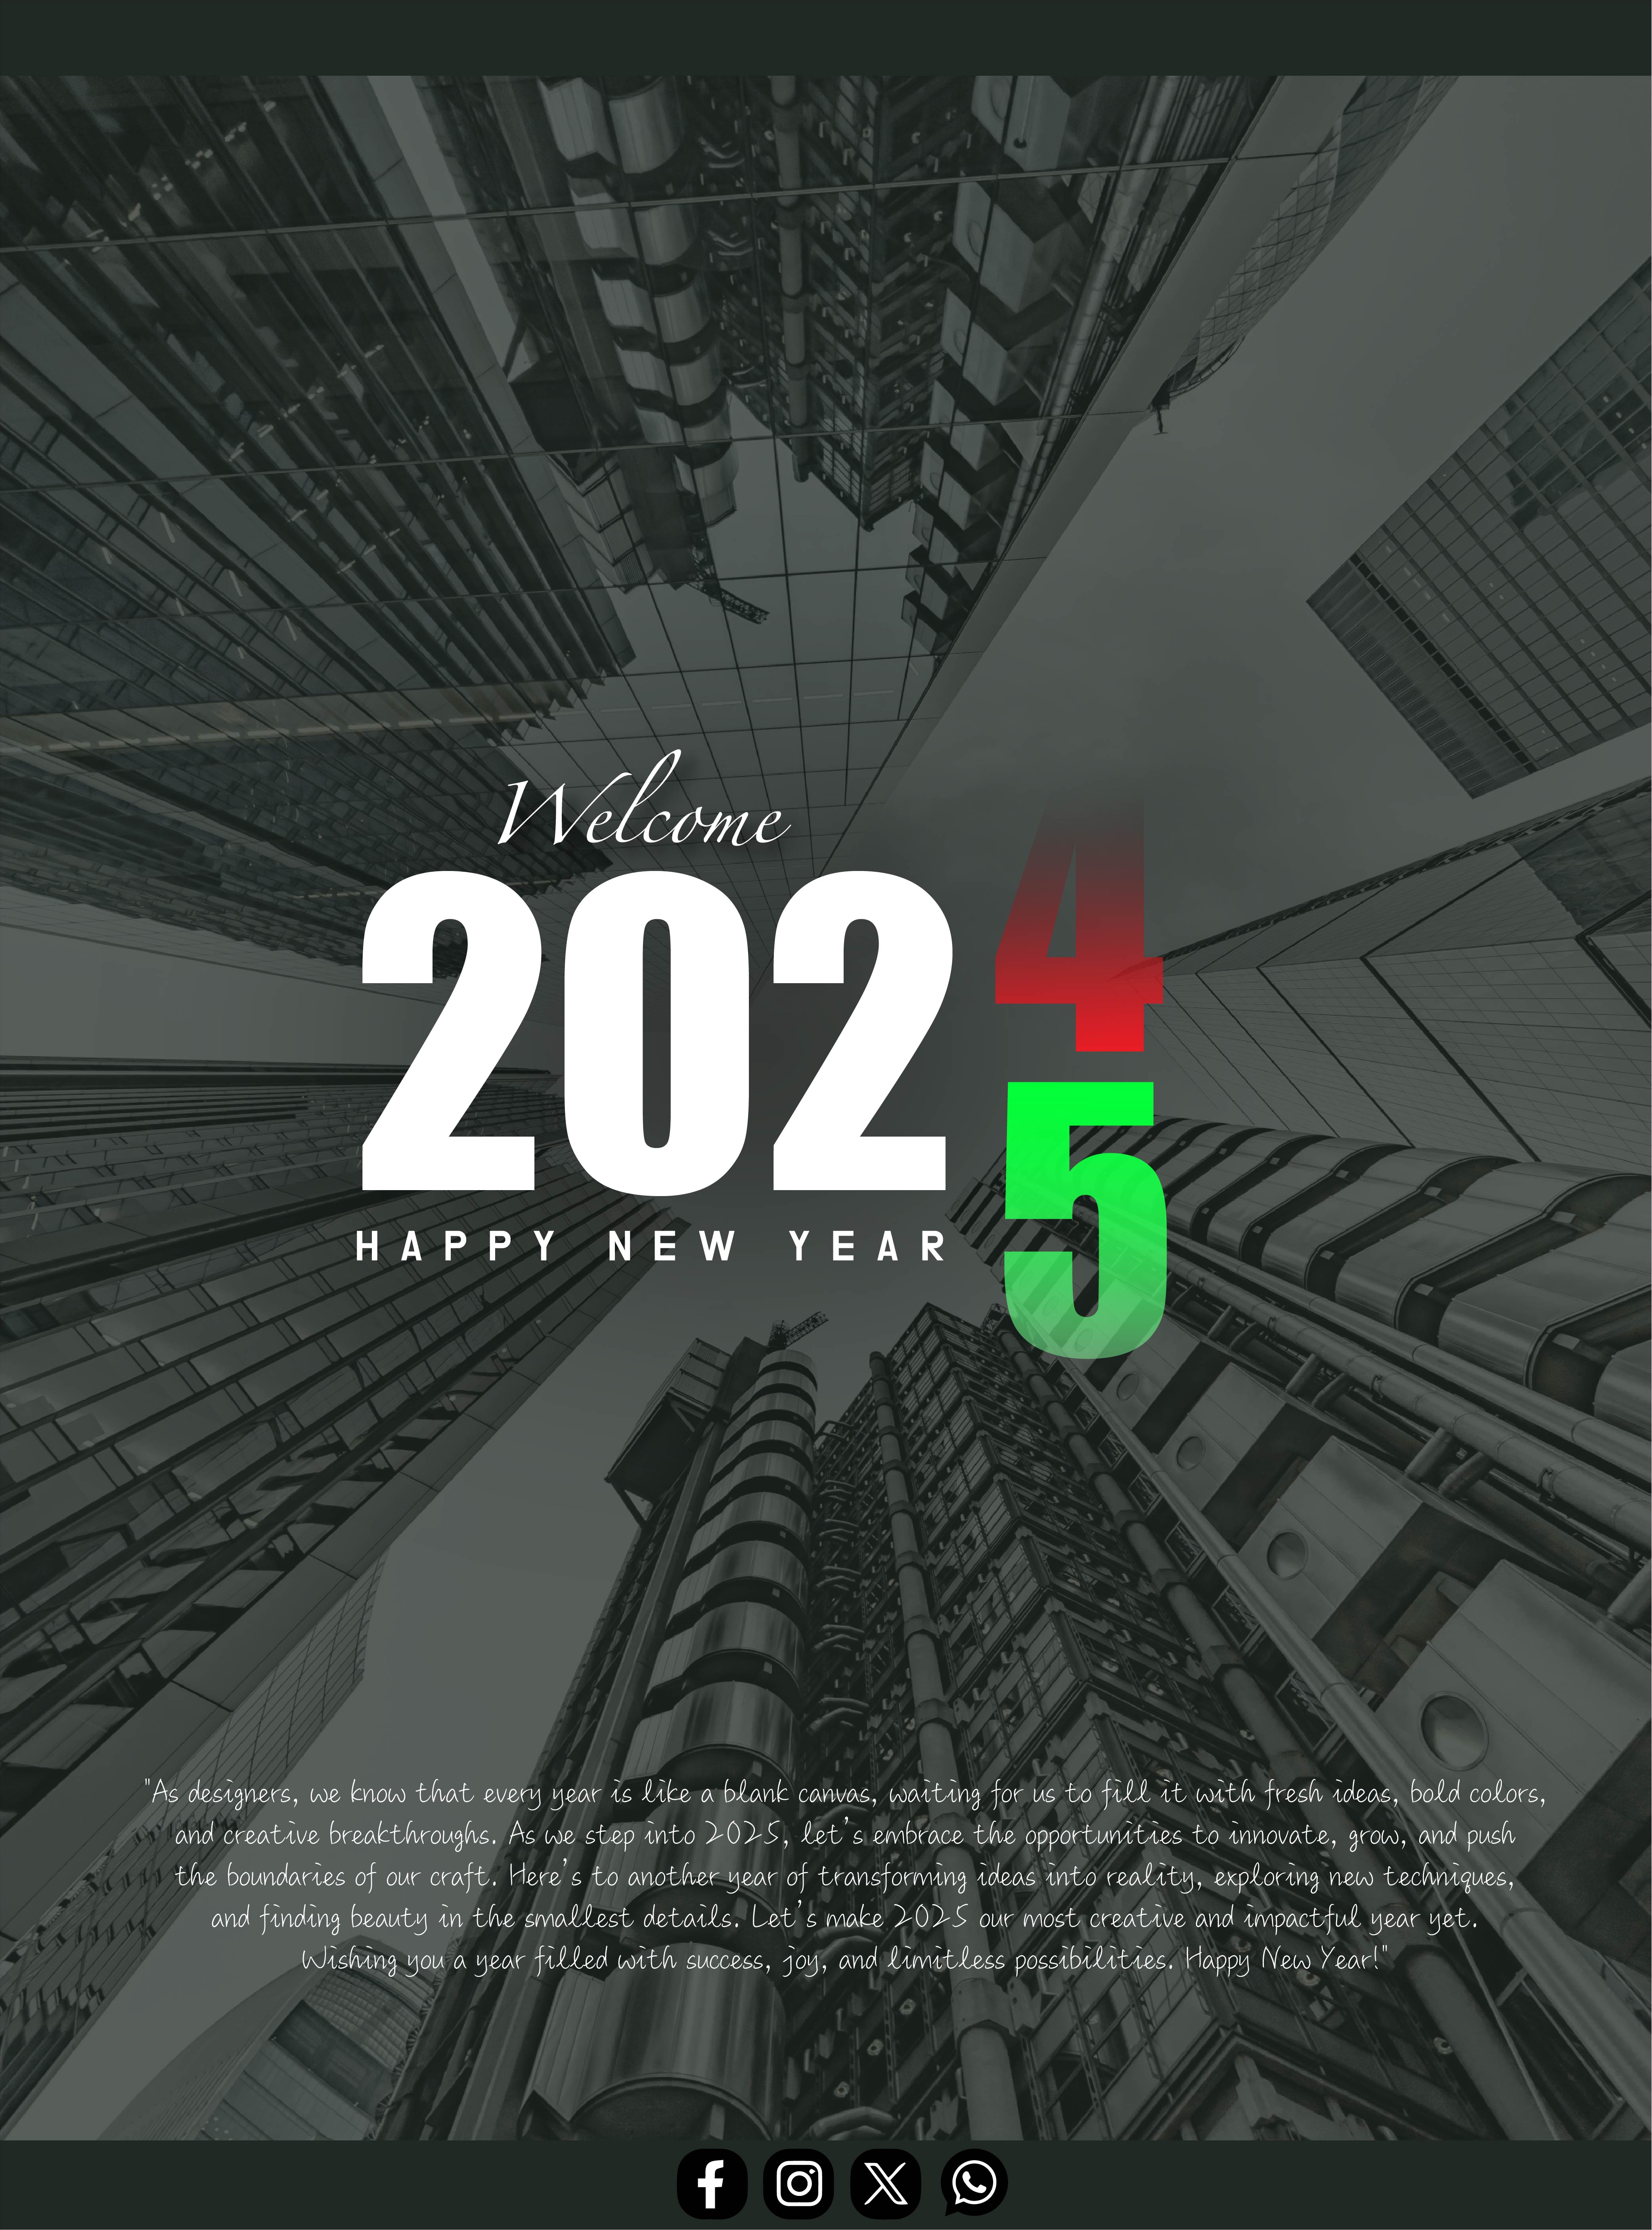 Welcome
2024
5
HAPPY NEW YEAR
"As designers, we know that every year is like a blank canvas, waiting for us to fill it with fresh ideas, bold colors,
and creative breakthroughs. As we step into 2025, let's embrace the opportunities to innovate, grow, and push
the boundaries of our craft. Here's to another year of transforming ideas into reality, exploring new techniques,
and finding beauty in the smallest details. Let's make 2025 our most creative and impactful year yet.
Wishing you a year filled with success, joy, and limitless possibilities. Happy New Year!"